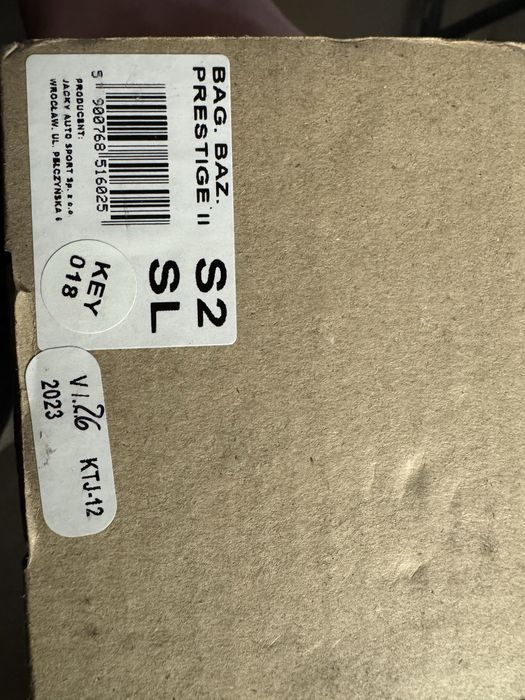 BAG. BAZ.
PRESTIGE II
S2
SL
5 900768 516025
PRODUCENT:
JACKY AUTO SPORT Sp. z o.o.
WROCŁAW, UL. PEŁCZYŃSKA 6
KEY
018
V 1.26 KTJ-12
2023